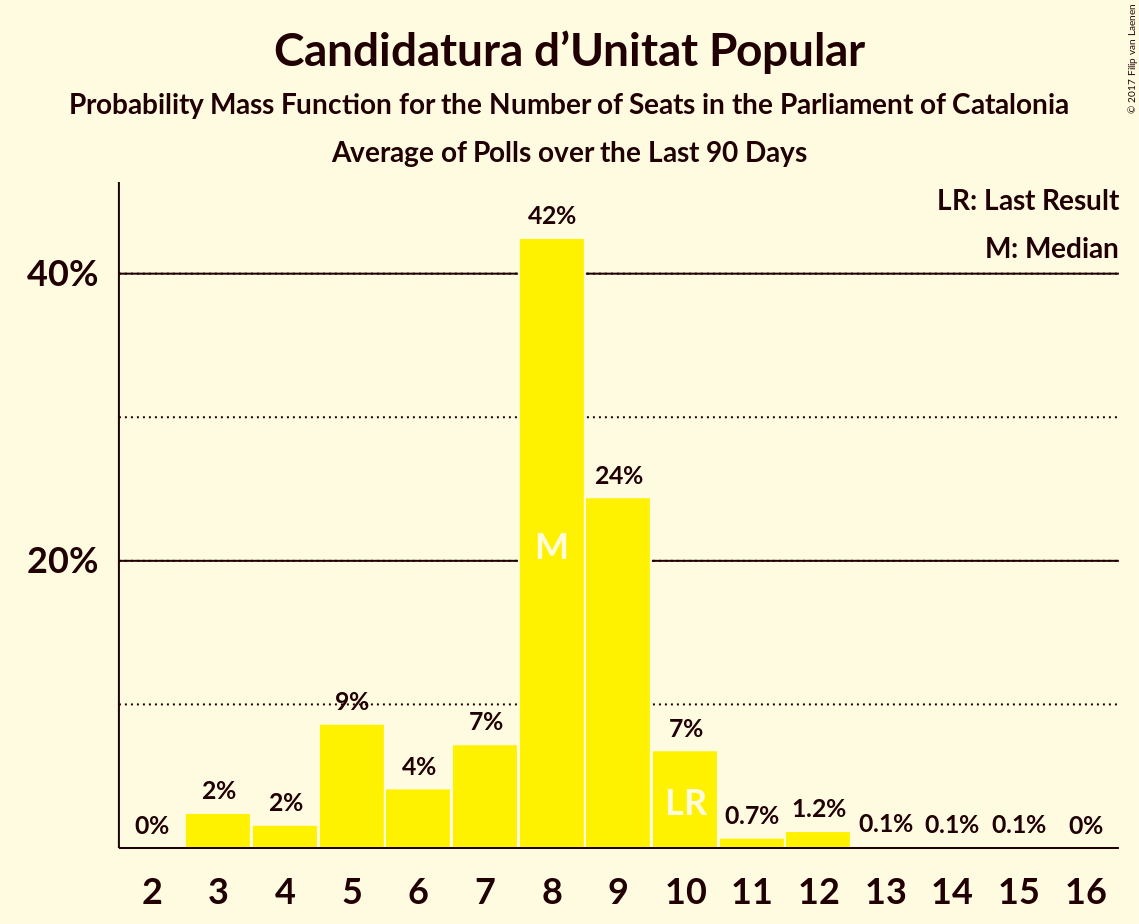 Candidatura d’Unitat Popular
Probability Mass Function for the Number of Seats in the Parliament of Catalonia
Average of Polls over the Last 90 Days
© 2017 Filip van Laenen
LR: Last Result
M: Median
42%
40%
24%
M
20%
9%
7%
7%
4%
2%
2%
LR
0.7%
1.2%
0%
0.1%
0.1%
0.1%
0%
2 3 4 5 6 7 8 9 10 11 12 13 14 15 16